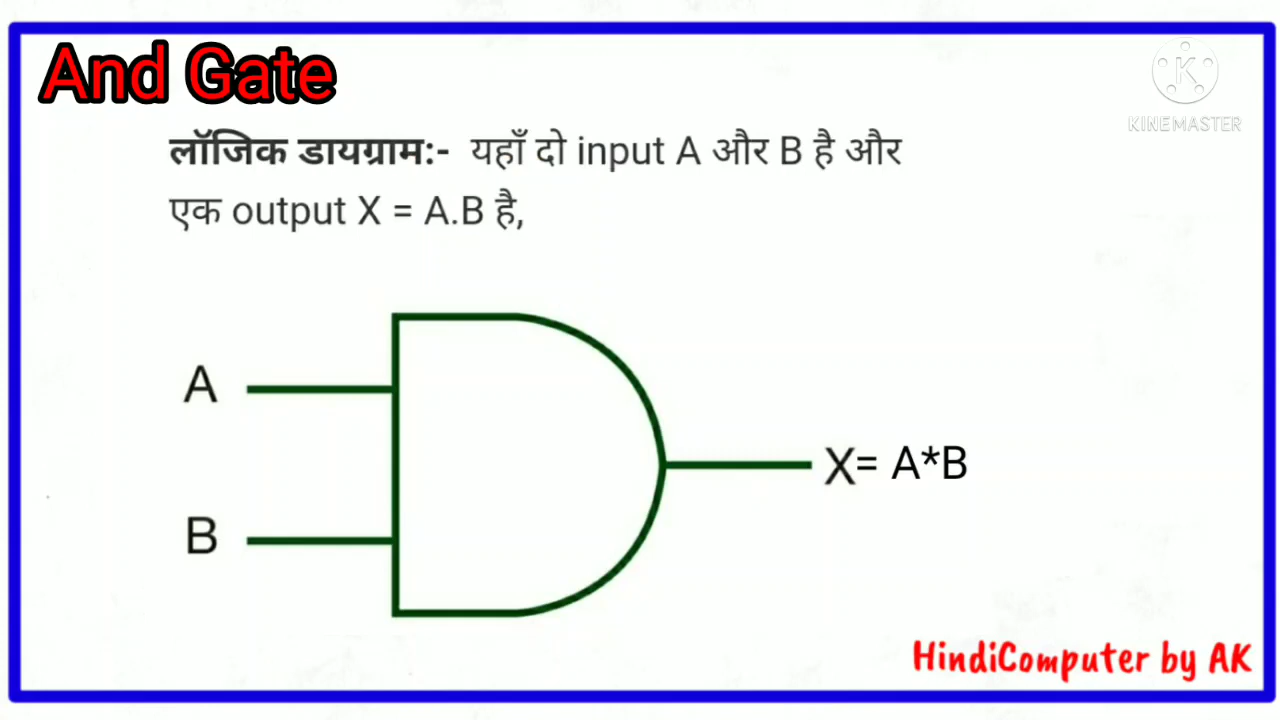 And Gate
KINEMASTER
लॉजिक डायग्राम:- यहाँ दो input A और B है और
एक output X = A.B है,
A
X= A*B
B
HindiComputer by AK